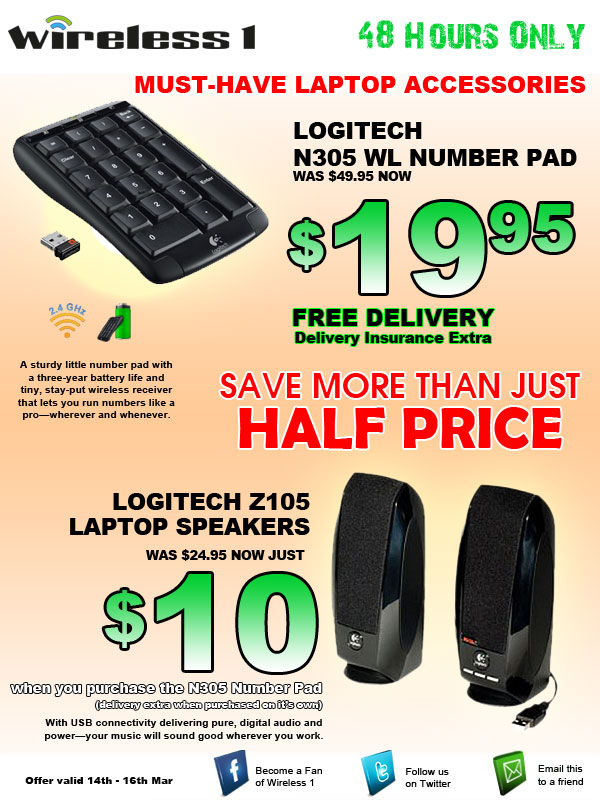 wireless 1
48 HOURS ONLY
MUST-HAVE LAPTOP ACCESSORIES
LOGITECH
N305 WL NUMBER PAD
WAS $49.95 NOW
$19.95
FREE DELIVERY
Delivery Insurance Extra
2.4 GHz
A sturdy little number pad with
a three-year battery life and
tiny, stay-put wireless receiver
that lets you run numbers like a
pro—wherever and whenever.
SAVE MORE THAN JUST
HALF PRICE
LOGITECH Z105
LAPTOP SPEAKERS
WAS $24.95 NOW JUST
$10
when you purchase the N305 Number Pad
(delivery extra when purchased on it's own)
With USB connectivity delivering pure, digital audio and
power—your music will sound good wherever you work.
Offer valid 14th - 16th Mar
Become a Fan
of Wireless 1
Follow us
on Twitter
Email this
to a friend